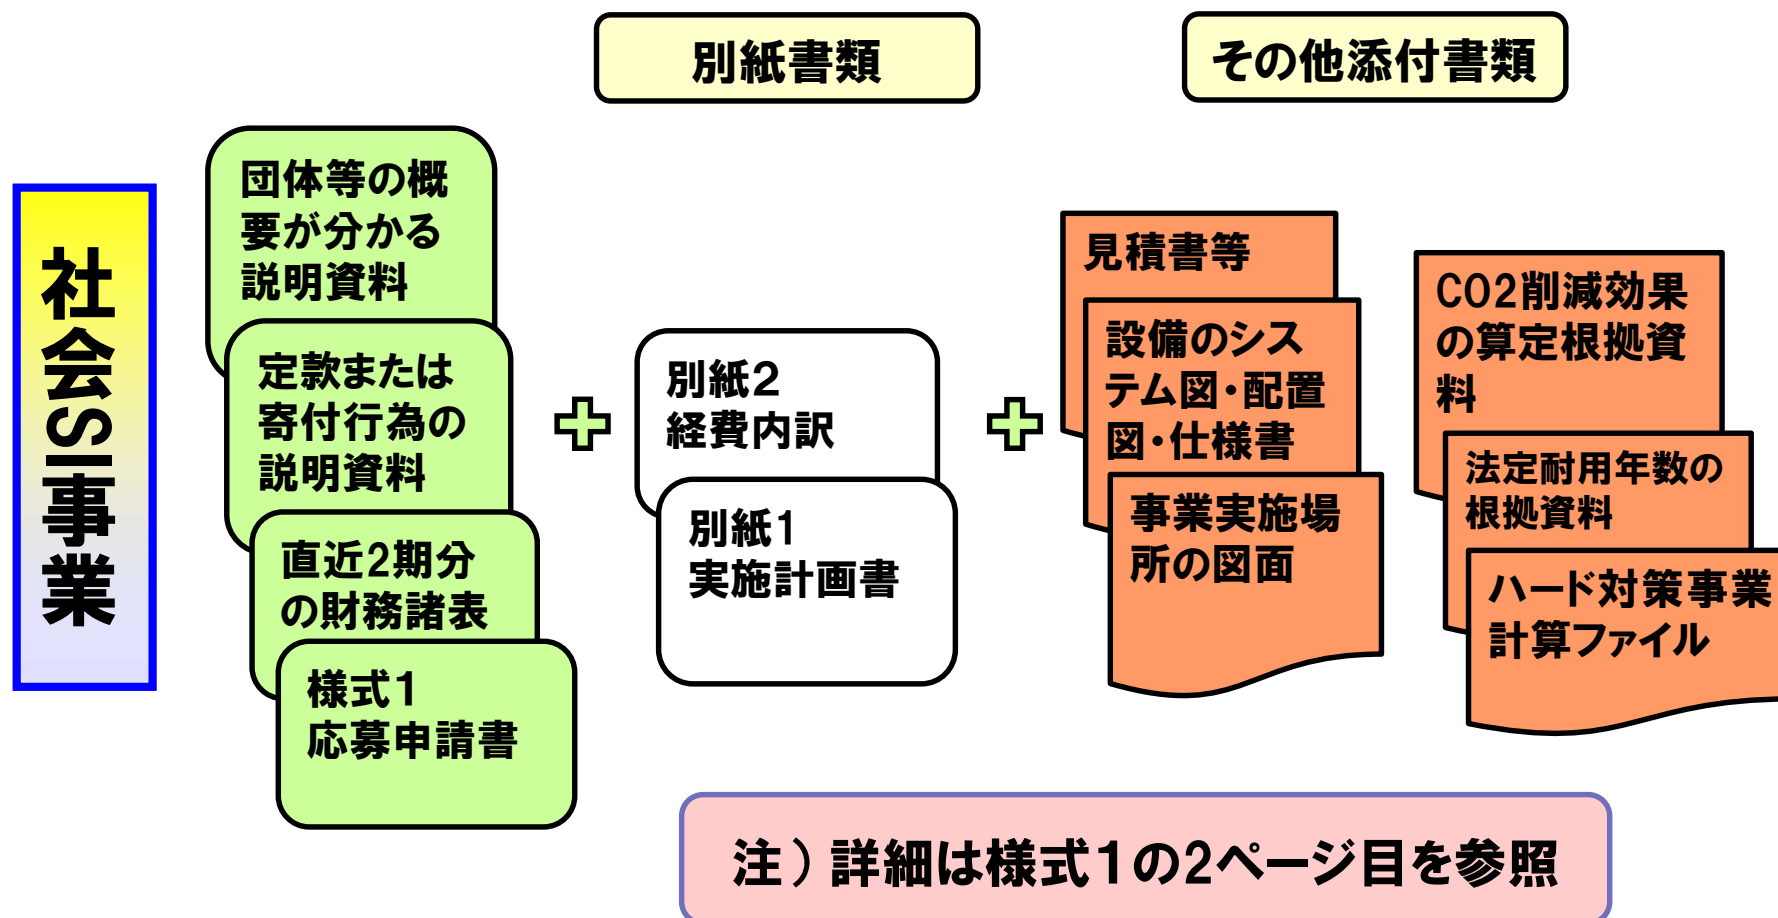 別紙書類
その他添付書類
社会SI事業
団体等の概
要が分かる
説明資料
定款または
寄付行為の
説明資料
直近2期分
の財務諸表
様式1
応募申請書
別紙2
経費内訳
別紙1
実施計画書
見積書等
設備のシス
テム図・配置
図・仕様書
事業実施場
所の図面
CO2削減効果
の算定根拠資
料
法定耐用年数の
根拠資料
ハード対策事業
計算ファイル
注）詳細は様式1の2ページ目を参照